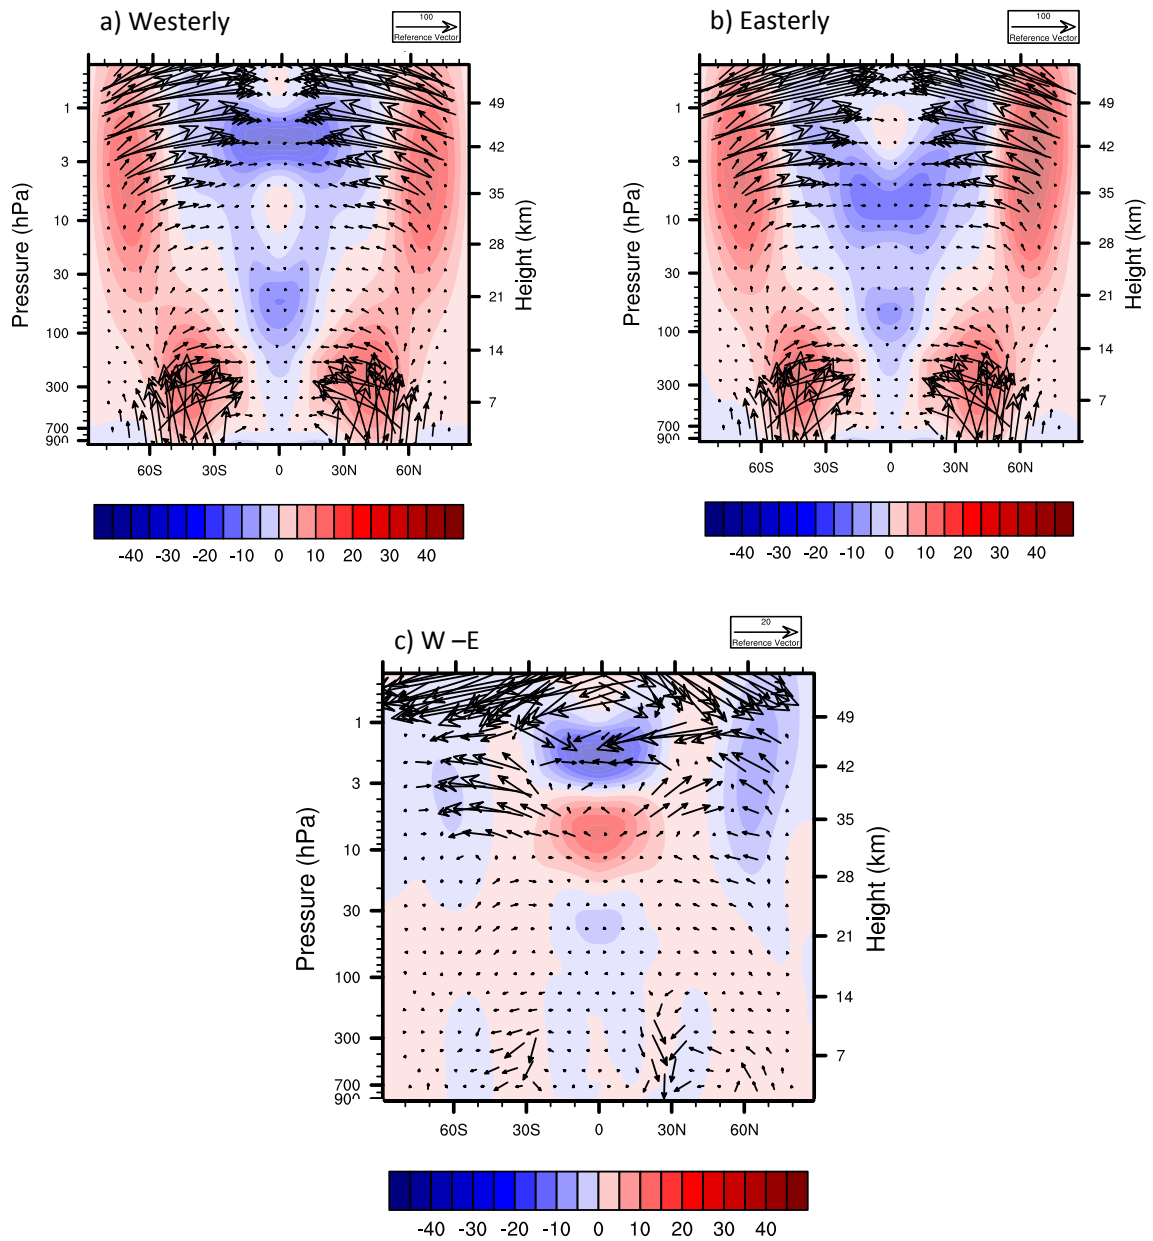 a) Westerly
100
Reference Vector
b) Easterly
100
Reference Vector
Pressure (hPa)
1
3
10
30
100
300
700
900
49
42
35
28
21
14
7
Height (km)
60S 30S 0 30N 60N
-40 -30 -20 -10 0 10 20 30 40
Pressure (hPa)
1
3
10
30
100
300
700
900
49
42
35
28
21
14
7
Height (km)
60S 30S 0 30N 60N
-40 -30 -20 -10 0 10 20 30 40
c) W –E
20
Reference Vector
Pressure (hPa)
1
3
10
30
100
300
700
900
49
42
35
28
21
14
7
Height (km)
60S 30S 0 30N 60N
-40 -30 -20 -10 0 10 20 30 40